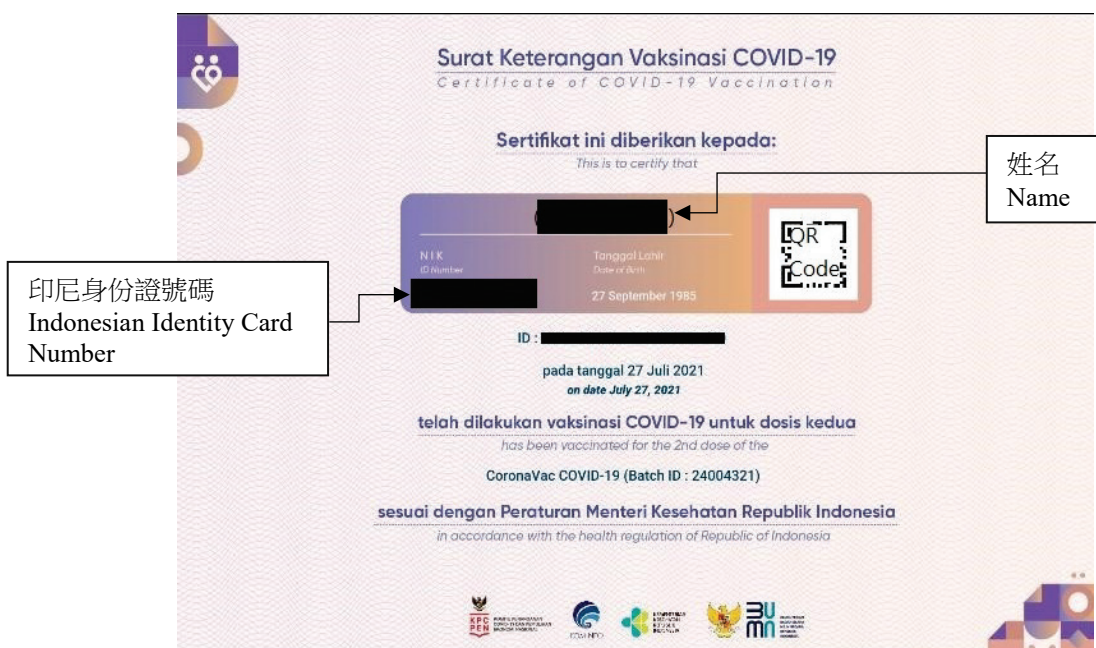 Surat Keterangan Vaksinasi COVID-19
Certificate of COVID-19 Vaccination
Sertifikat ini diberikan kepada:
This is to certify that
姓名
Name
( )
QR
Code
NIK
ID Number
Tanggal Lahir
Date of Birth
27 September 1985
印尼身份證號碼
Indonesian Identity Card
Number
ID :
pada tanggal 27 Juli 2021
on date July 27, 2021
telah dilakukan vaksinasi COVID-19 untuk dosis kedua
has been vaccinated for the 2nd dose of the
CoronaVac COVID-19 (Batch ID : 24004321)
sesuai dengan Peraturan Menteri Kesehatan Republik Indonesia
in accordance with the health regulation of Republic of Indonesia
KPC
PEN
KOMINFO
BUMN